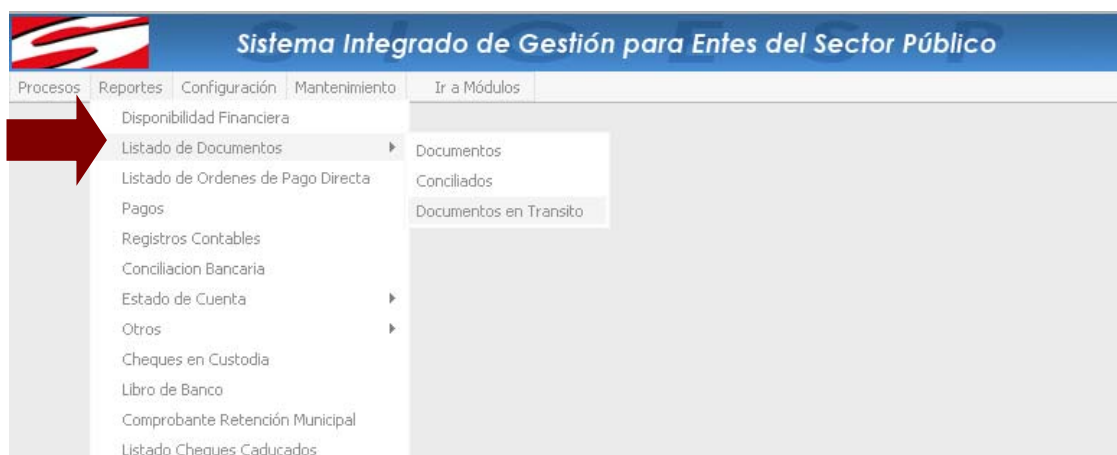 Sistema Integrado de Gestión para Entes del Sector Público
Procesos Reportes Configuración Mantenimiento Ir a Módulos
Disponibilidad Financiera
Listado de Documentos
Listado de Ordenes de Pago Directa
Pagos
Registros Contables
Conciliacion Bancaria
Estado de Cuenta
Otros
Cheques en Custodia
Libro de Banco
Comprobante Retención Municipal
Listado Cheques Caducados
Documentos
Conciliados
Documentos en Transito